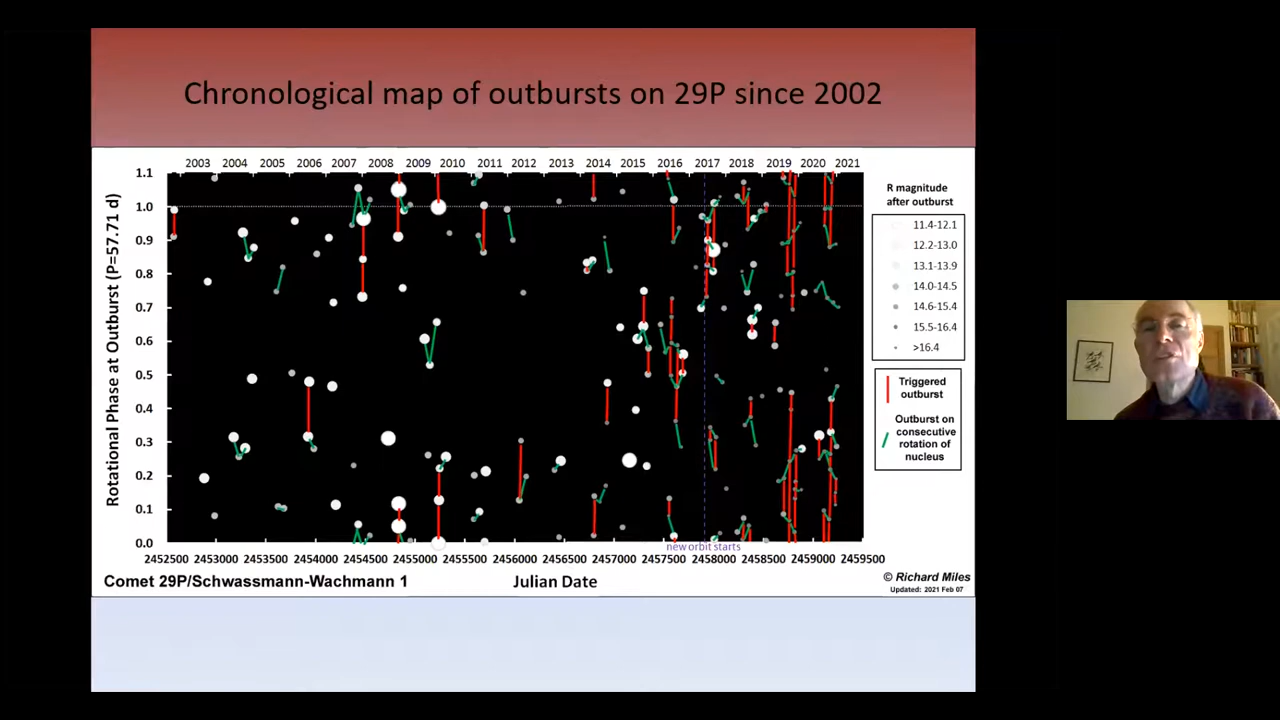 Chronological map of outbursts on 29P since 2002
2003 2004 2005 2006 2007 2008 2009 2010 2011 2012 2013 2014 2015 2016 2017 2018 2019 2020 2021
Rotational Phase at Outburst (P=57.71 d)
1.1
1.0
0.9
0.8
0.7
0.6
0.5
0.4
0.3
0.2
0.1
0.0
new orbit starts
2452500 2453000 2453500 2454000 2454500 2455000 2455500 2456000 2456500 2457000 2457500 2458000 2458500 2459000 2459500
Comet 29P/Schwassmann-Wachmann 1
Julian Date
R magnitude
after outburst
11.4-12.1
12.2-13.0
13.1-13.9
14.0-14.5
14.6-15.4
15.5-16.4
>16.4
Triggered
outburst
Outburst on
consecutive
rotation of
nucleus
© Richard Miles
Updated: 2021 Feb 07